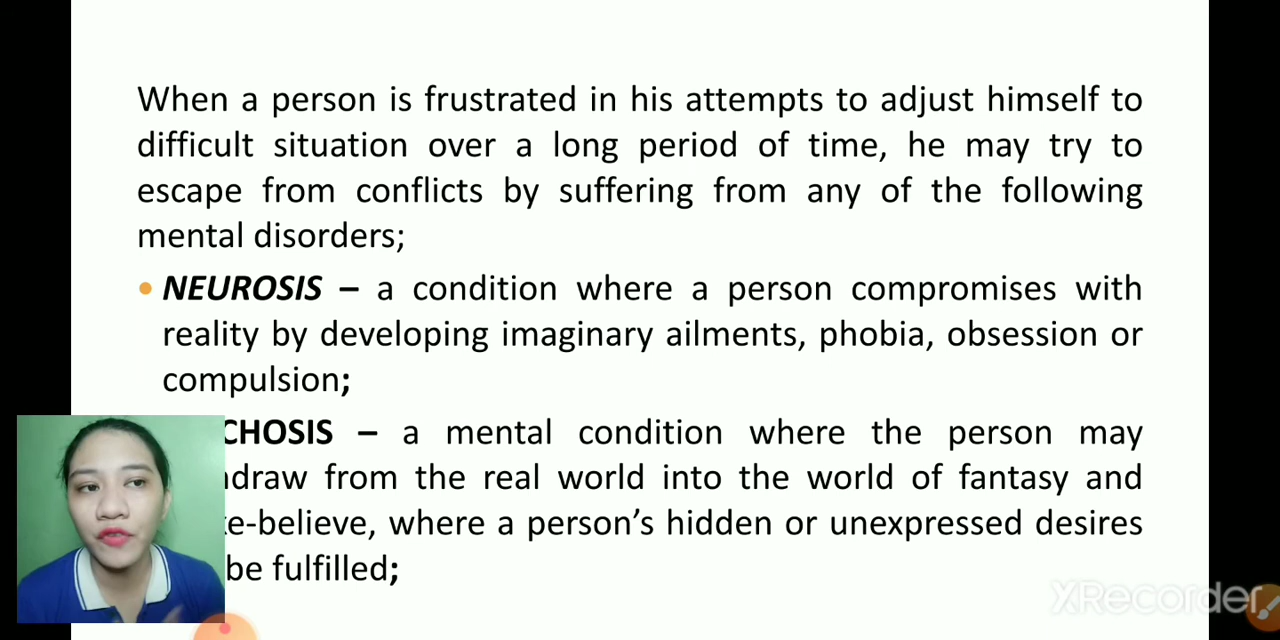 When a person is frustrated in his attempts to adjust himself to
difficult situation over a long period of time, he may try to
escape from conflicts by suffering from any of the following
mental disorders;
• NEUROSIS – a condition where a person compromises with
reality by developing imaginary ailments, phobia, obsession or
compulsion;
CHOSIS – a mental condition where the person may
draw from the real world into the world of fantasy and
e-believe, where a person's hidden or unexpressed desires
be fulfilled;
XRecorder